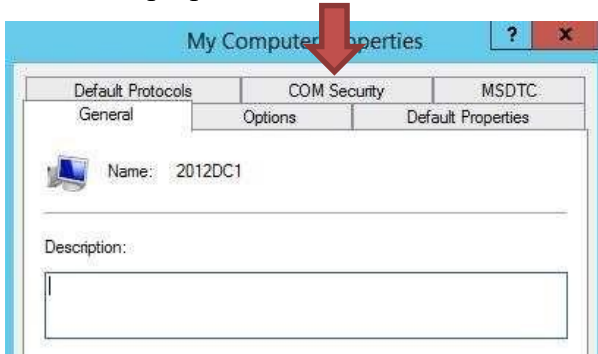 My Computer Properties ? x
Default Protocols COM Security MSDTC
General Options Default Properties
Name: 2012DC1
Description: